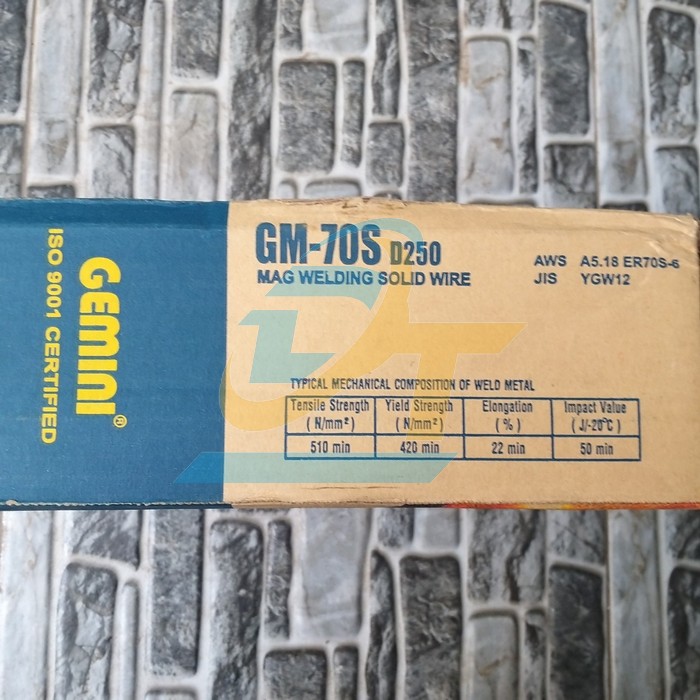 GEMINI®
ISO 9001 CERTIFIED
GM-70S D250
MAG WELDING SOLID WIRE
AWS A5.18 ER70S-6
JIS YGW12
TYPICAL MECHANICAL COMPOSITION OF WELD METAL
Tensile Strength Yield Strength Elongation Impact Value
(N/mm²) (N/mm²) (%) (J/-20°C)
510 min 420 min 22 min 50 min